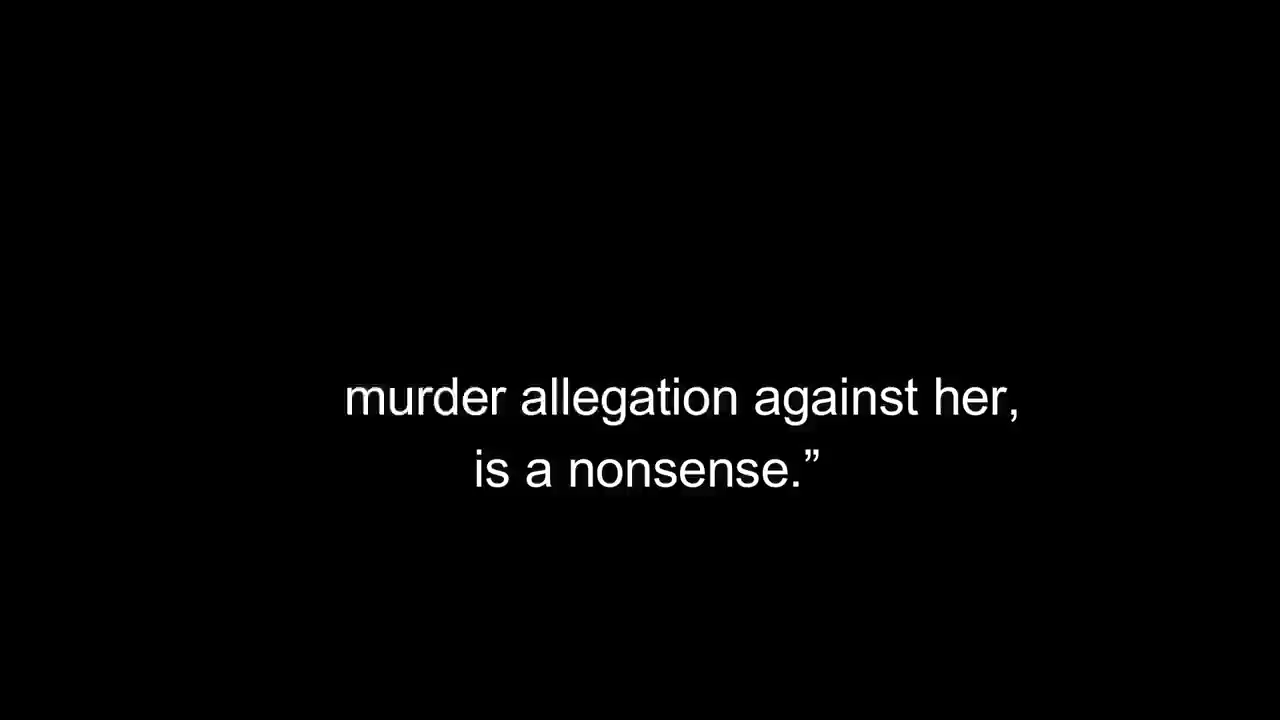 murder allegation against her,
is a nonsense.”